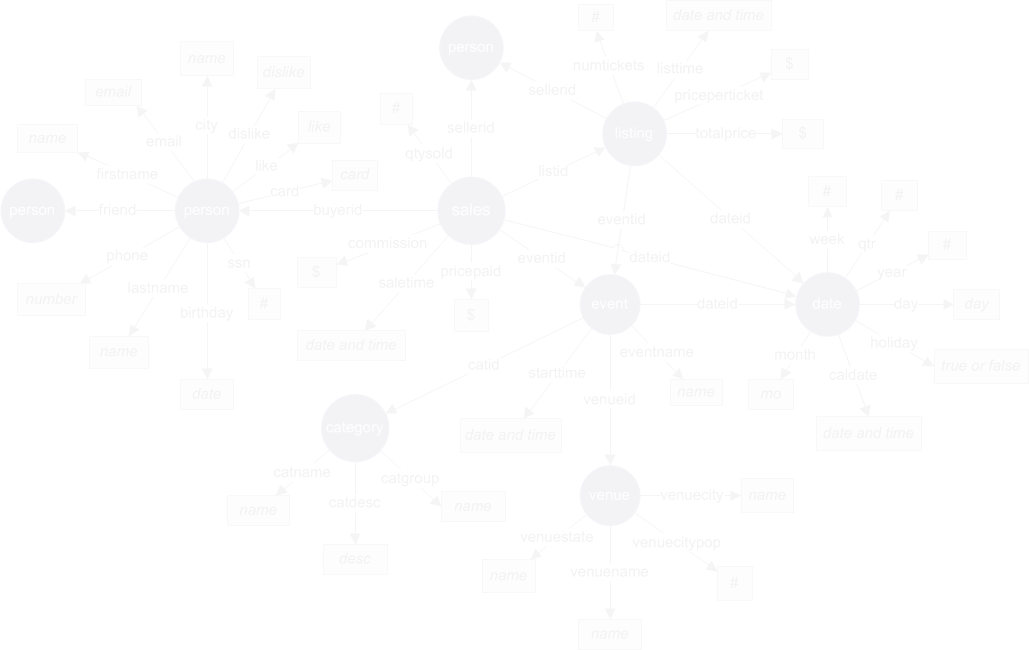 #
date and time
person
name
dislike
numtickets
listtime
$
email
sellerid
priceperticket
#
like
city
dislike
sellerid
listing
totalprice
$
name
email
qtysold
like
firstname
card
listid
card
#
#
person
friend
person
buyerid
sales
eventid
dateid
week
qtr
#
commission
phone
ssn
eventid
dateid
year
$
pricepaid
saletime
lastname
number
#
birthday
$
event
dateid
date
day
day
date and time
name
eventname
month
holiday
catid
starttime
caldate
true or false
date
venueid
name
mo
category
date and time
date and time
catname
catgroup
name
catdesc
name
venue
venuecity
name
venuestate
venuecitypop
desc
name
venuename
#
name